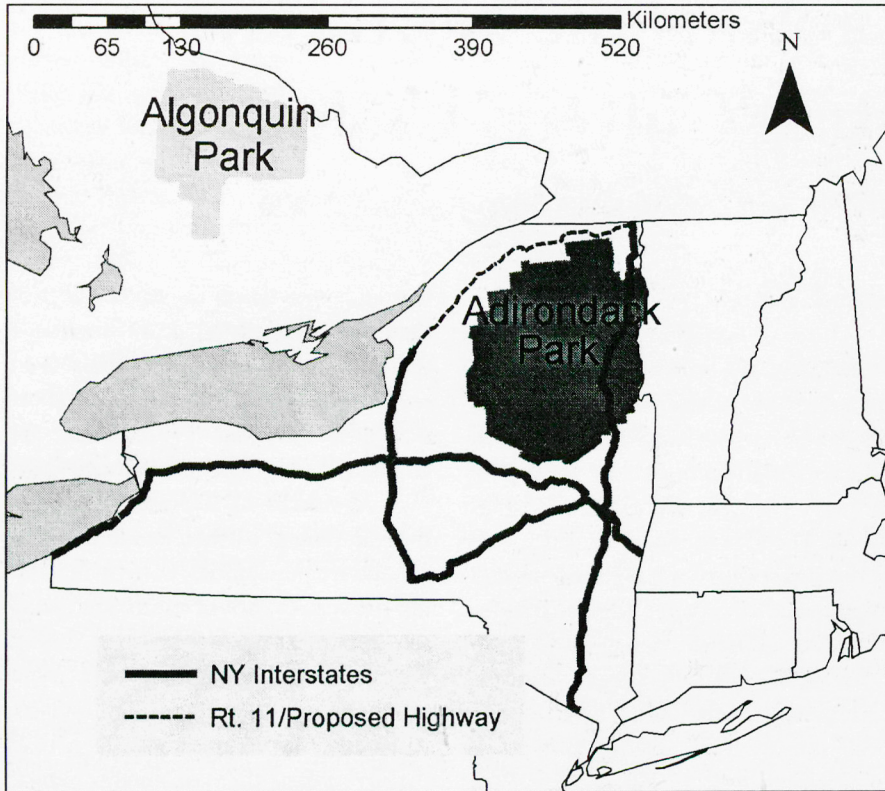 Kilometers
0 65 130 260 390 520
N
Algonquin
Park
Adirondack
Park
NY Interstates
Rt. 11/Proposed Highway